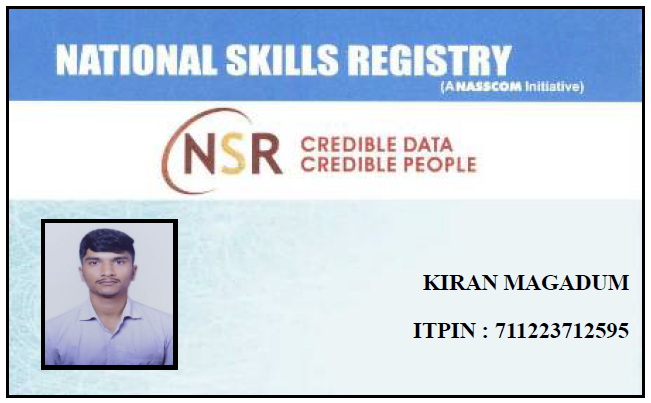 NATIONAL SKILLS REGISTRY
(A NASSCOM Initiative)
NSR
CREDIBLE DATA
CREDIBLE PEOPLE
KIRAN MAGADUM
ITPIN : 711223712595